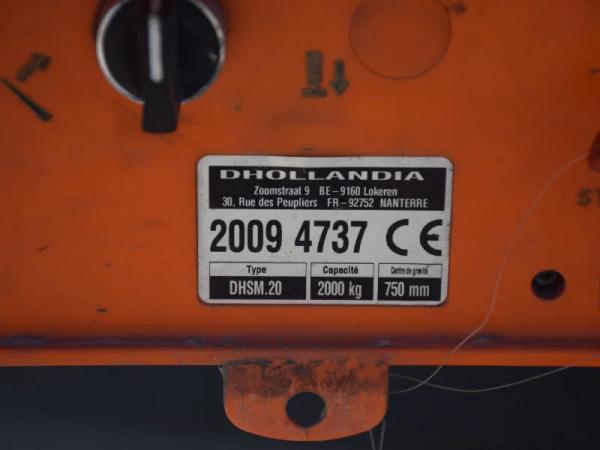 DHOLLANDIA
Zoomstraat 9 BE-9160 Lokeren
30, Rue des Peupliers FR-92752 NANTERRE
2009 4737 CE
Type Capacité Centre de gravité
DHSM.20 2000 kg 750 mm
ST